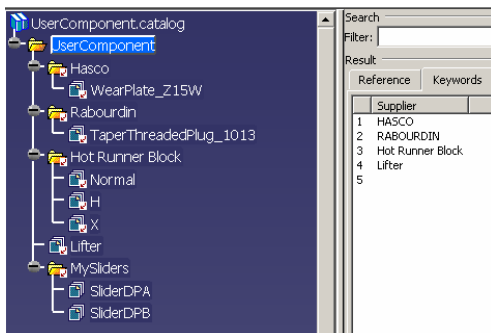 UserComponent.catalog
UserComponent
Hasco
WearPlate_Z15W
Rabourdin
TaperThreadedPlug_1013
Hot Runner Block
Normal
H
X
Lifter
MySliders
SliderDPA
SliderDPB
Search
Filter:
Result
Reference Keywords
Supplier
1 HASCO
2 RABOURDIN
3 Hot Runner Block
4 Lifter
5